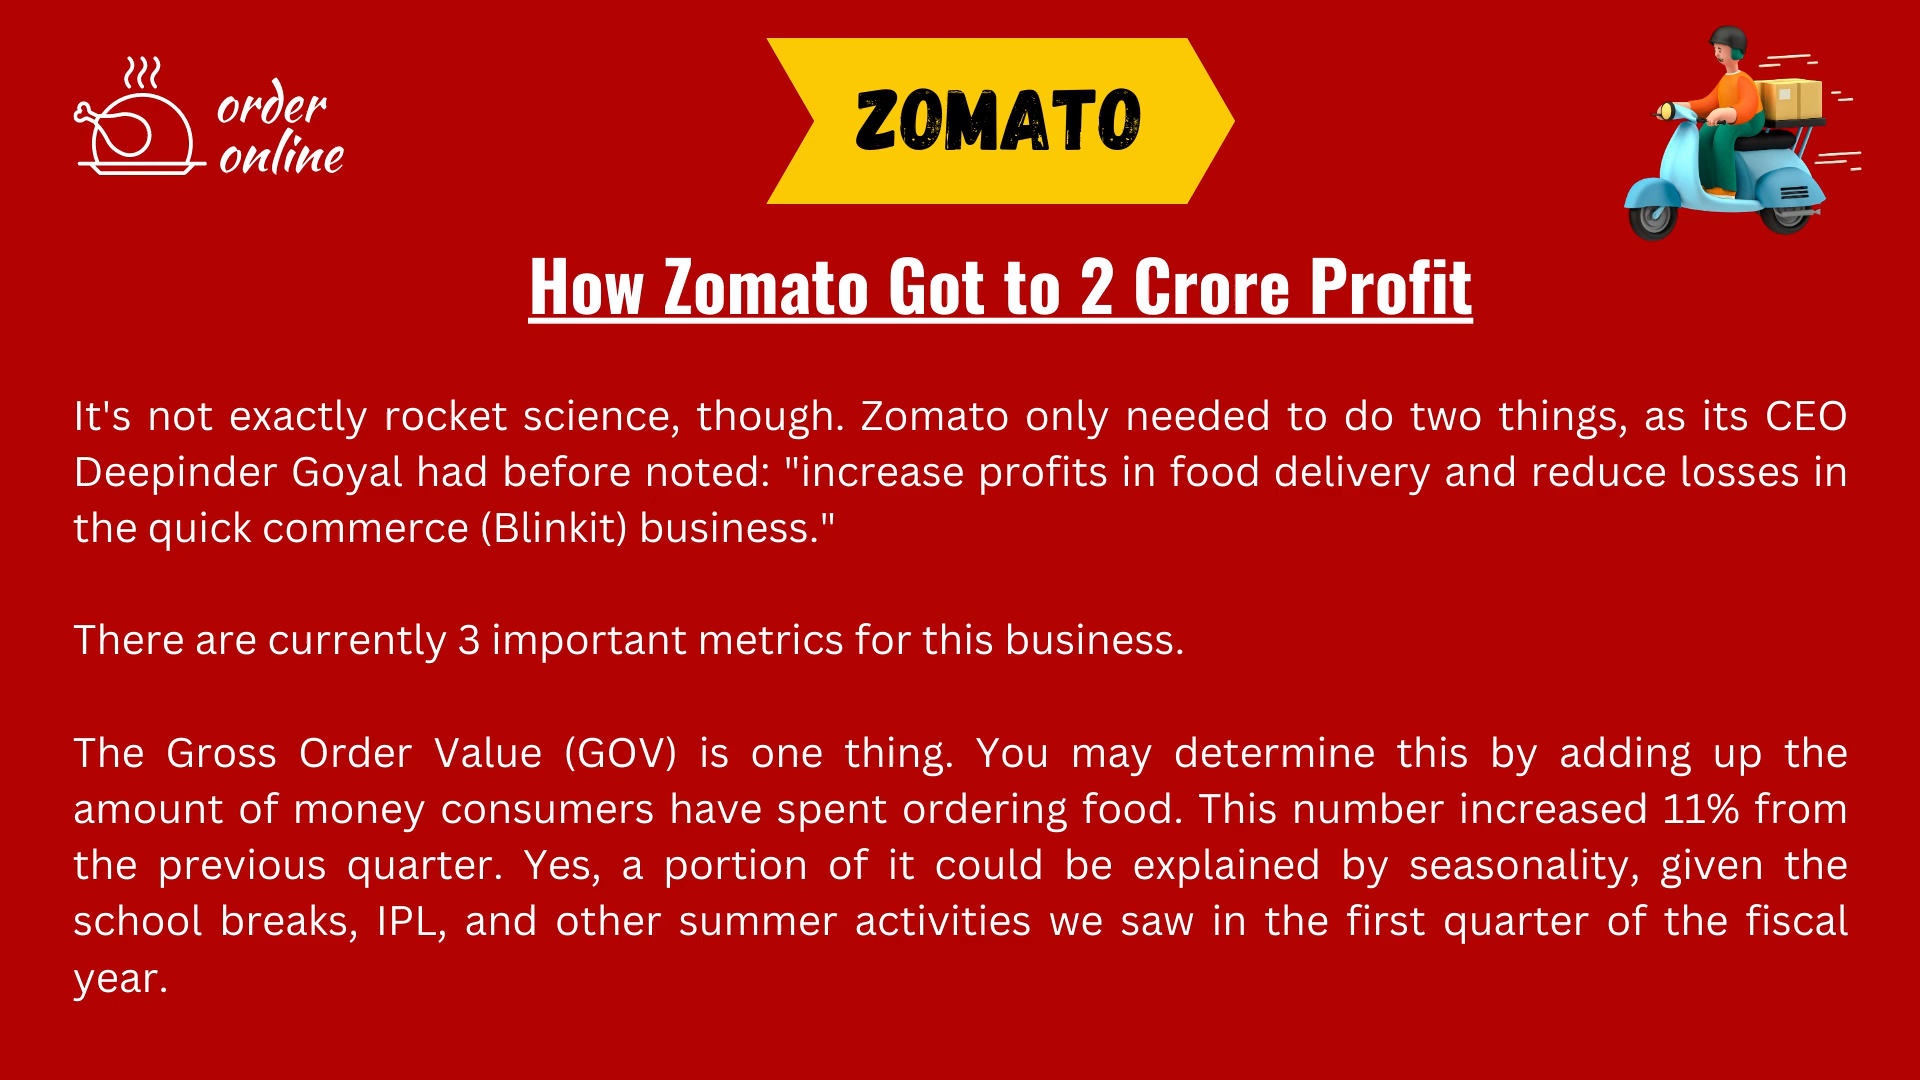 order
online
ZOMATO
How Zomato Got to 2 Crore Profit
It's not exactly rocket science, though. Zomato only needed to do two things, as its CEO
Deepinder Goyal had before noted: "increase profits in food delivery and reduce losses in
the quick commerce (Blinkit) business."
There are currently 3 important metrics for this business.
The Gross Order Value (GOV) is one thing. You may determine this by adding up the
amount of money consumers have spent ordering food. This number increased 11% from
the previous quarter. Yes, a portion of it could be explained by seasonality, given the
school breaks, IPL, and other summer activities we saw in the first quarter of the fiscal
year.